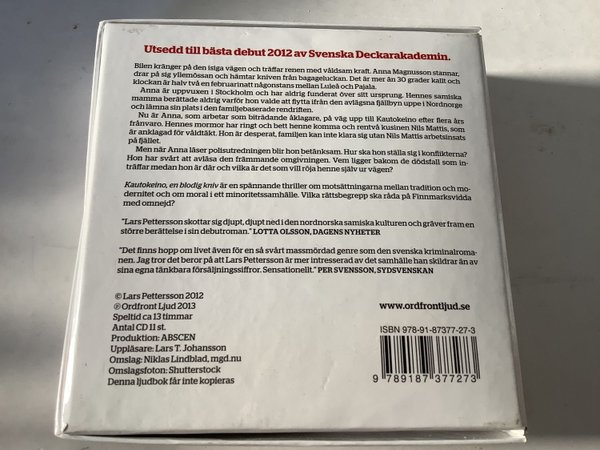 Utsedd till bästa debut 2012 av Svenska Deckarakademin.
Bilen kränger på den isiga vägen och träffar renen med våldsam kraft. Anna Magnusson stannar,
drar på sig yllemössan och hämtar kniven från bagageluckan. Det är mer än 30 grader kallt och
klockan är halv två en februarinatt någonstans mellan Luleå och Pajala.
Anna är uppvuxen i Stockholm och har aldrig funderat över sitt ursprung. Hennes samiska
mamma berättade aldrig varför hon valde att flytta ifrån den avlägsna fjällbyn uppe i Nordnorge
och lämna sin plats i den familjebaserade rendriften.
Nu är Anna, som arbetar som biträdande åklagare, på väg upp till Kautokeino efter flera års
frånvaro. Hennes mormor har ringt och bett henne komma och rentvå kusinen Nils Mattis, som
är anklagad för våldtäkt. Hon är desperat, familjen kan inte klara sig utan Nils Mattis arbetsinsats
på fjället.
Men när Anna läser polisutredningen blir hon betänksam. Hur ska hon ställa sig i konflikterna?
Hon har svårt att avläsa den främmande omgivningen. Vem ligger bakom de dödsfall som in-
träffar medan hon är där och vilka är det som vill röja henne själv ur vägen?
Kautokeino, en blodig kniv är en spännande thriller om motsättningarna mellan tradition och mo-
dernitet och om moral i ett minoritetssamhälle. Vilka rättsbegrepp ska råda på Finnmarksvidda
med omnejd?
"Lars Pettersson skottar sig djupt, djupt ned i den nordnorska samiska kulturen och gräver fram en
större berättelse i sin debutroman." LOTTA OLSSON, DAGENS NYHETER
"Det finns hopp om livet även för en så svårt massmördad genre som den svenska kriminalroma-
nen. Jag tror det beror på att Lars Pettersson är mer intresserad av det samhälle han skildrar än av
sina egna tänkbara försäljningssiffror. Sensationellt." PER SVENSSON, SYDSVENSKAN
© Lars Pettersson 2012
℗ Ordfront Ljud 2013
Speltid ca 13 timmar
Antal CD 11 st.
Produktion: ABSCEN
Uppläsare: Lars T. Johansson
Omslag: Niklas Lindblad, mgd.nu
Omslagsfoton: Shutterstock
Denna ljudbok får inte kopieras
www.ordfrontljud.se
ISBN 978-91-87377-27-3
9 789187 377273